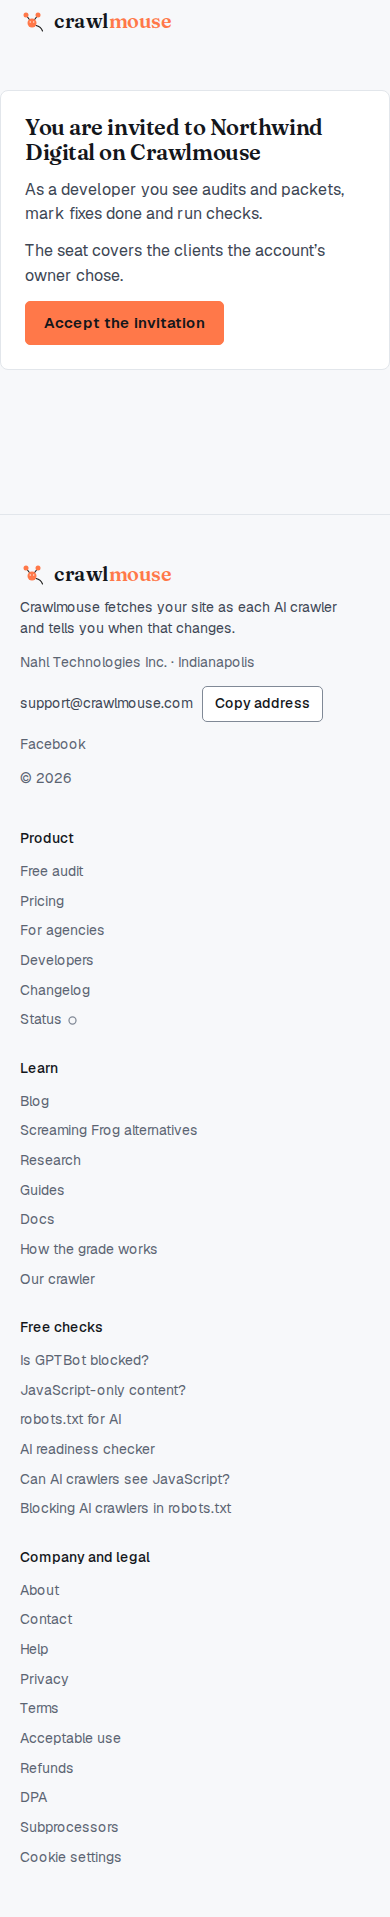 crawlmouse
You are invited to Northwind
Digital on Crawlmouse
As a developer you see audits and packets,
mark fixes done and run checks.
The seat covers the clients the account’s
owner chose.
Accept the invitation
crawlmouse
Crawlmouse fetches your site as each AI crawler
and tells you when that changes.
Nahl Technologies Inc. · Indianapolis
support@crawlmouse.com Copy address
Facebook
© 2026
Product
Free audit
Pricing
For agencies
Developers
Changelog
Status
Learn
Blog
Screaming Frog alternatives
Research
Guides
Docs
How the grade works
Our crawler
Free checks
Is GPTBot blocked?
JavaScript-only content?
robots.txt for AI
AI readiness checker
Can AI crawlers see JavaScript?
Blocking AI crawlers in robots.txt
Company and legal
About
Contact
Help
Privacy
Terms
Acceptable use
Refunds
DPA
Subprocessors
Cookie settings